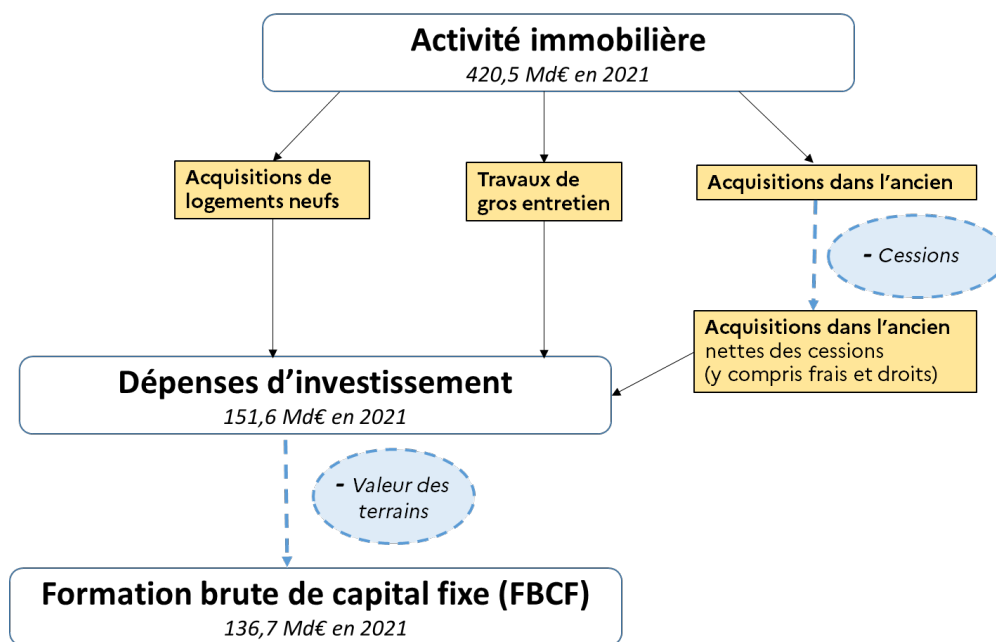 Activité immobilière
420,5 Md€ en 2021
Acquisitions de
logements neufs
Travaux de
gros entretien
Acquisitions dans l’ancien
- Cessions
Acquisitions dans l’ancien
nettes des cessions
(y compris frais et droits)
Dépenses d’investissement
151,6 Md€ en 2021
- Valeur des
terrains
Formation brute de capital fixe (FBCF)
136,7 Md€ en 2021